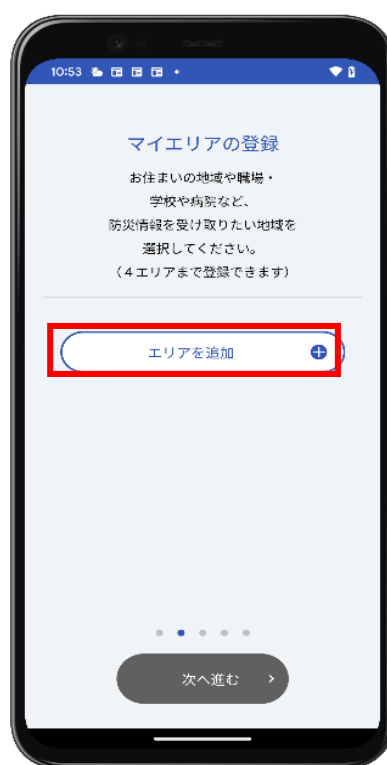 10:53
マイエリアの登録
お住まいの地域や職場・
学校や病院など、
防災情報を受け取りたい地域を
選択してください。
（4エリアまで登録できます）
エリアを追加
次へ進む